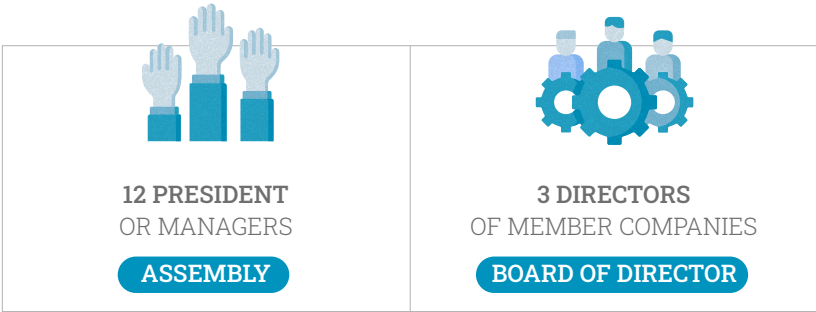 12 PRESIDENT
OR MANAGERS
ASSEMBLY
3 DIRECTORS
OF MEMBER COMPANIES
BOARD OF DIRECTOR